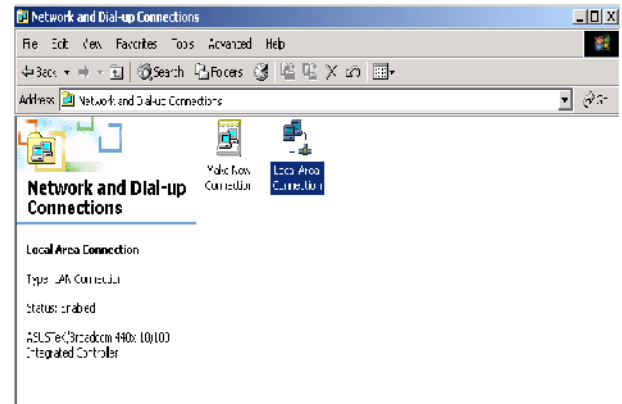 Network and Dial-up Connections
File Edit View Favorites Tools Advanced Help
Back Search Folders
Address Network and Dial-up Connections Go
Make New
Connection
Local Area
Connection
Network and Dial-up
Connections
Local Area Connection
Type: LAN Connection
Status: Enabled
ASUSTeK/Broadcom 440x 10/100
Integrated Controller